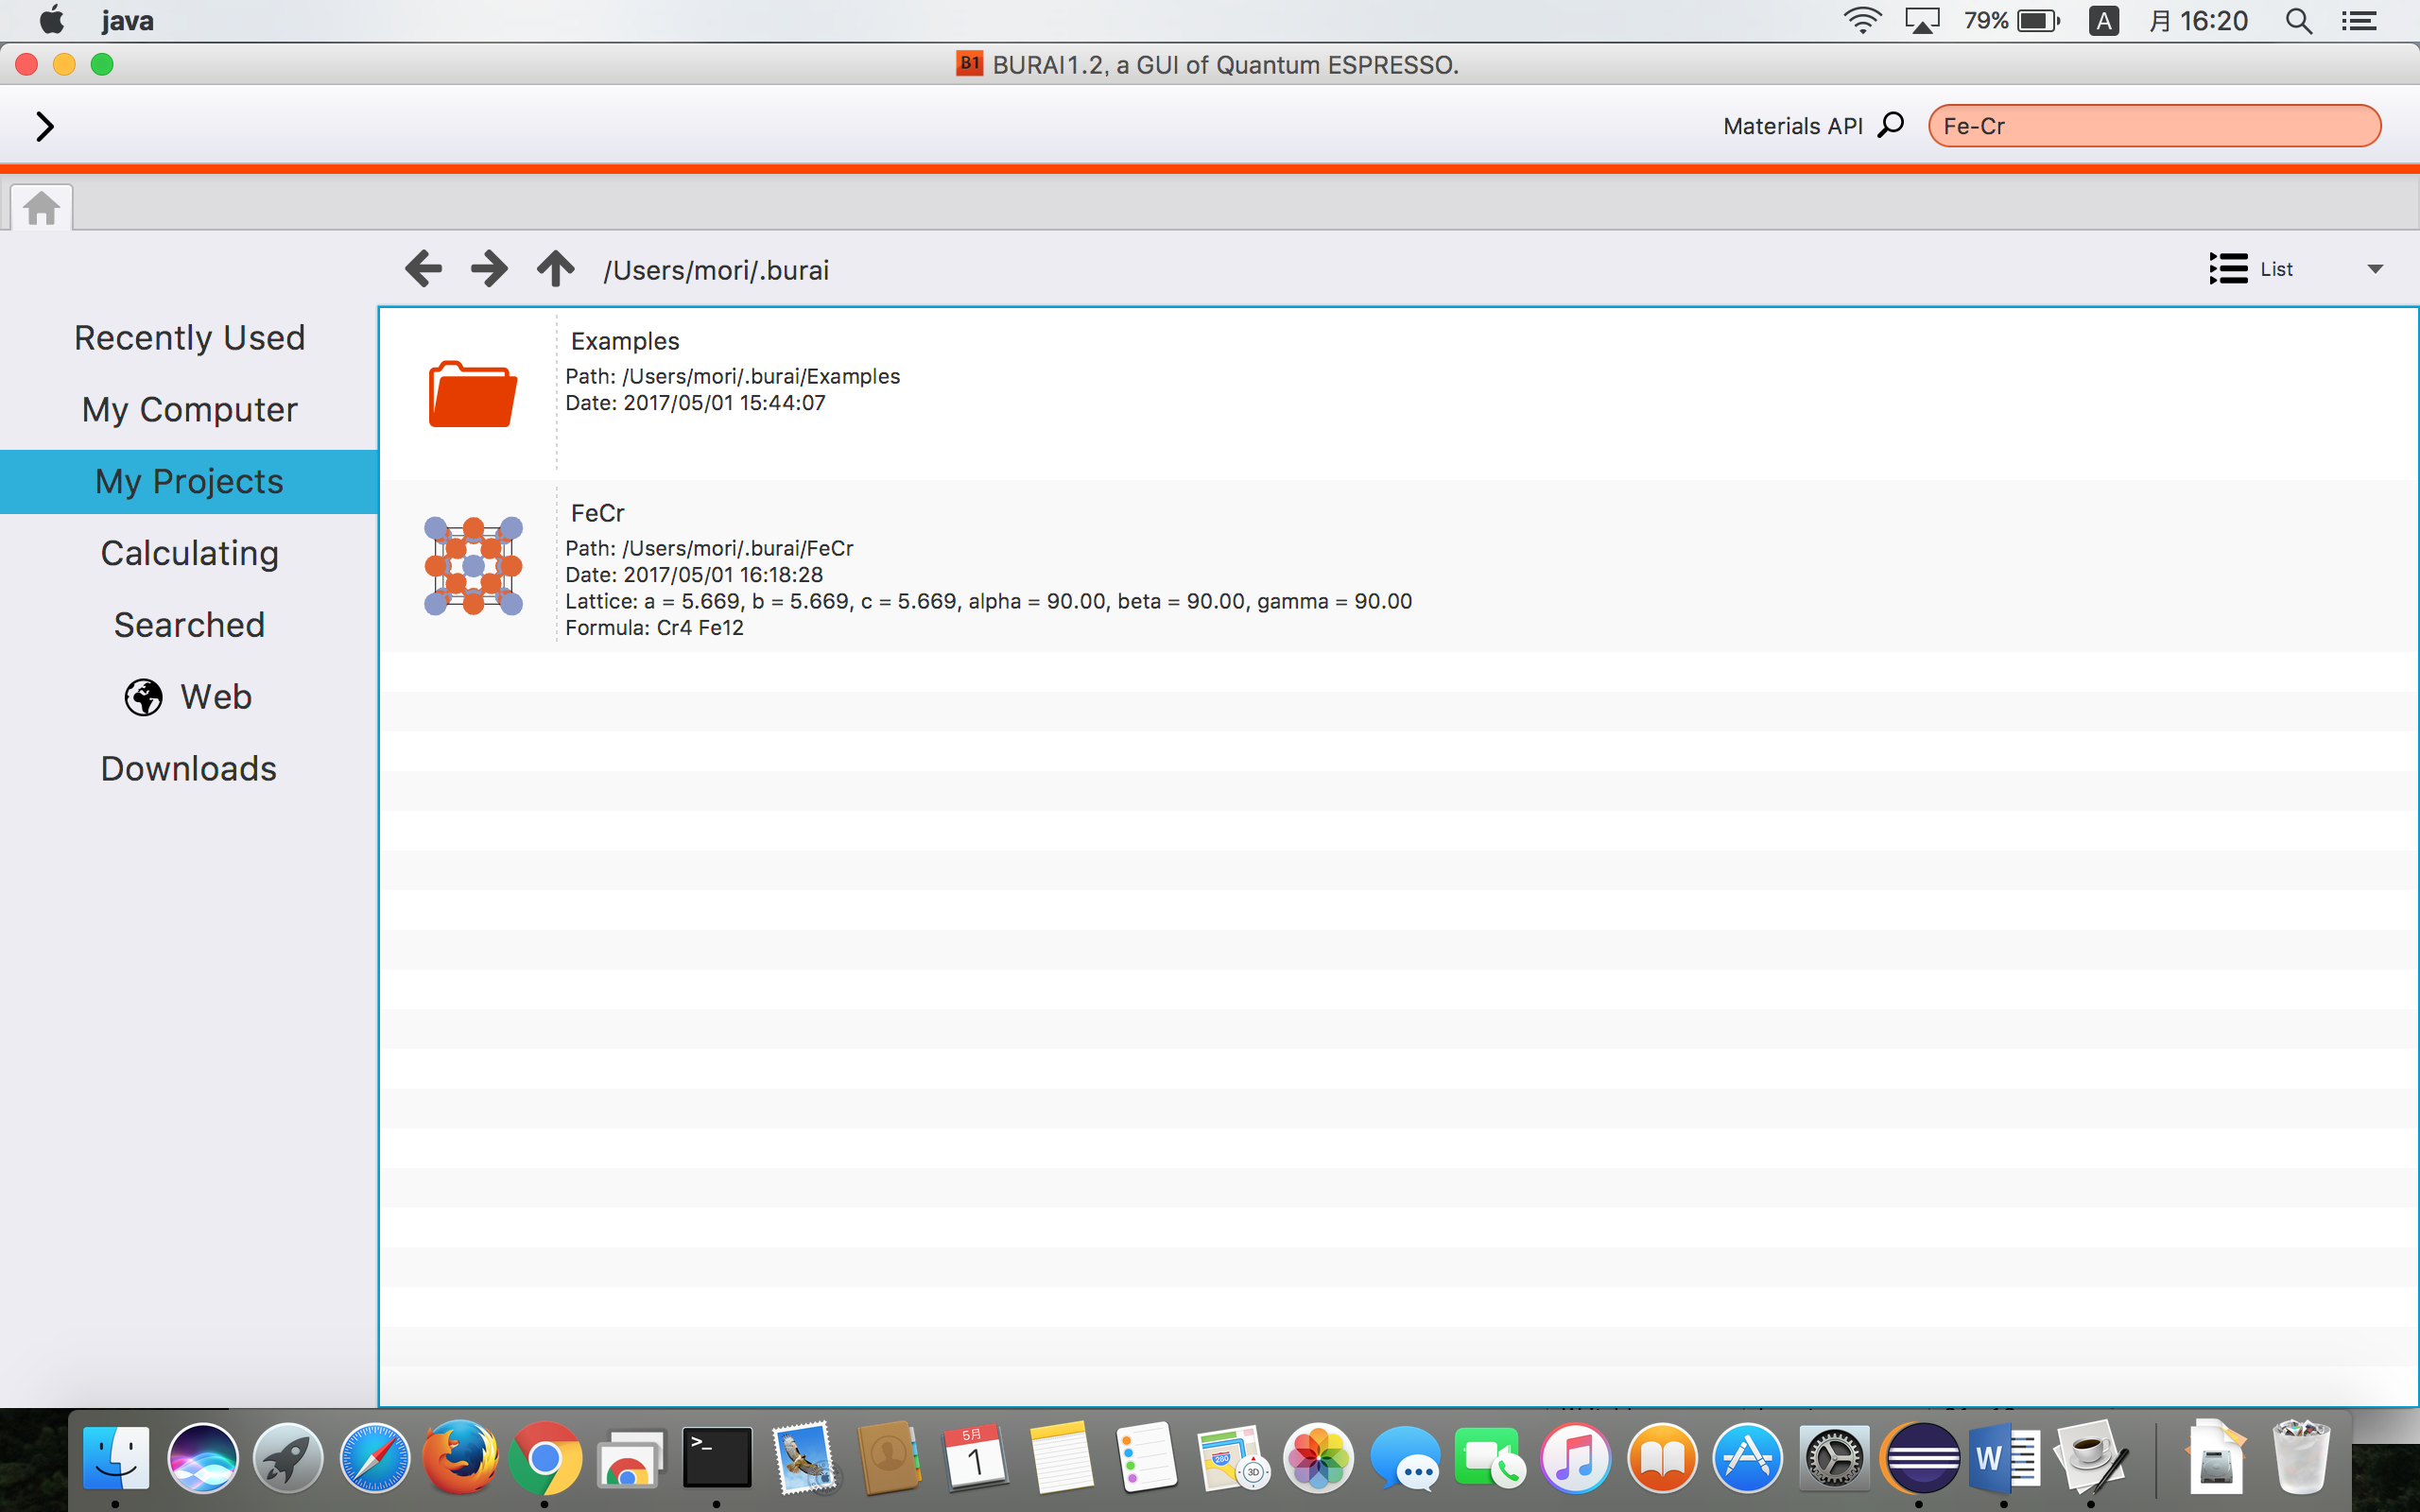 java
79%
A
月 16:20
B1 BURAI1.2, a GUI of Quantum ESPRESSO.
Materials API
Fe-Cr
/Users/mori/.burai
List
Recently Used
My Computer
My Projects
Calculating
Searched
Web
Downloads
Examples
Path: /Users/mori/.burai/Examples
Date: 2017/05/01 15:44:07
FeCr
Path: /Users/mori/.burai/FeCr
Date: 2017/05/01 16:18:28
Lattice: a = 5.669, b = 5.669, c = 5.669, alpha = 90.00, beta = 90.00, gamma = 90.00
Formula: Cr4 Fe12
>_
5月
1
280
3D
W